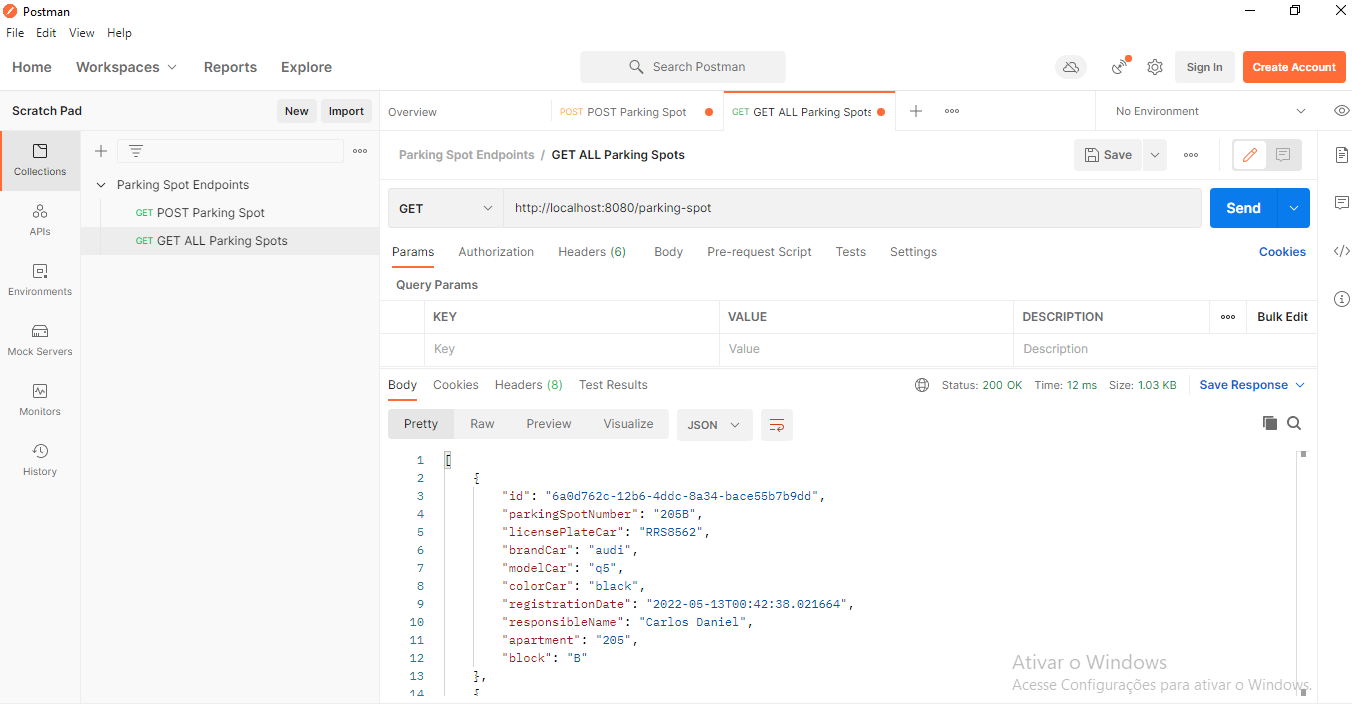 Postman
File Edit View Help
Home Workspaces Reports Explore Search Postman Sign In Create Account
Scratch Pad New Import
Overview POST POST Parking Spot GET GET ALL Parking Spots No Environment
Collections
APIs
Environments
Mock Servers
Monitors
History
Parking Spot Endpoints
GET POST Parking Spot
GET GET ALL Parking Spots
Parking Spot Endpoints / GET ALL Parking Spots Save
GET http://localhost:8080/parking-spot Send
Params Authorization Headers (6) Body Pre-request Script Tests Settings Cookies
Query Params
KEY VALUE DESCRIPTION Bulk Edit
Key Value Description
Body Cookies Headers (8) Test Results Status: 200 OK Time: 12 ms Size: 1.03 KB Save Response
Pretty Raw Preview Visualize JSON
1 [
2 {
3 "id": "6a0d762c-12b6-4ddc-8a34-bace55b7b9dd",
4 "parkingSpotNumber": "205B",
5 "licensePlateCar": "RRS8562",
6 "brandCar": "audi",
7 "modelCar": "q5",
8 "colorCar": "black",
9 "registrationDate": "2022-05-13T00:42:38.021664",
10 "responsibleName": "Carlos Daniel",
11 "apartment": "205",
12 "block": "B"
13 },
14 {
Ativar o Windows
Acesse Configurações para ativar o Windows.